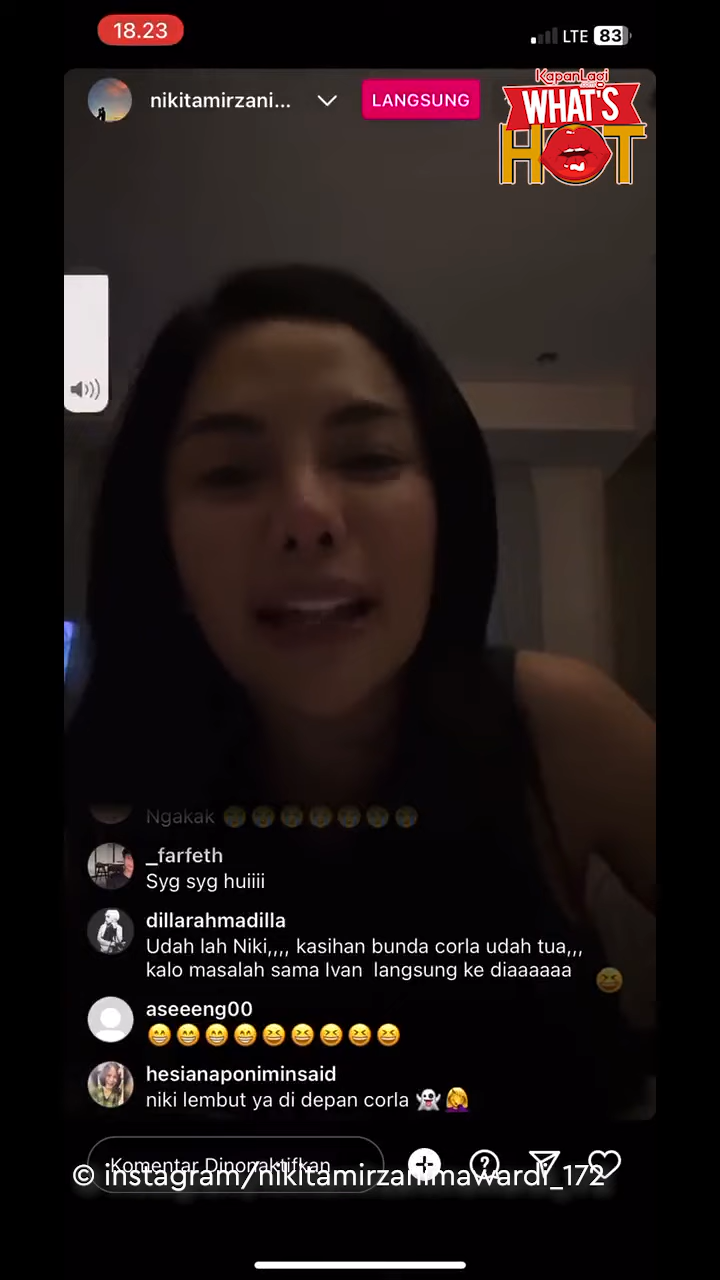 18.23
LTE 83
nikitamirzani...
LANGSUNG
KapanLagi
WHAT'S
HOT
Ngakak
_farfeth
Syg syg huiiii
dillarahmadilla
Udah lah Niki,,,, kasihan bunda corla udah tua,,,
kalo masalah sama Ivan langsung ke diaaaaaa
aseeeng00
😁😁😁😁😆😆😆😆😆
hesianaponiminsaid
niki lembut ya di depan corla 👻🤦‍♀️
Komentar Dinonaktifkan
© instagram/nikitamirzanimawardi_172